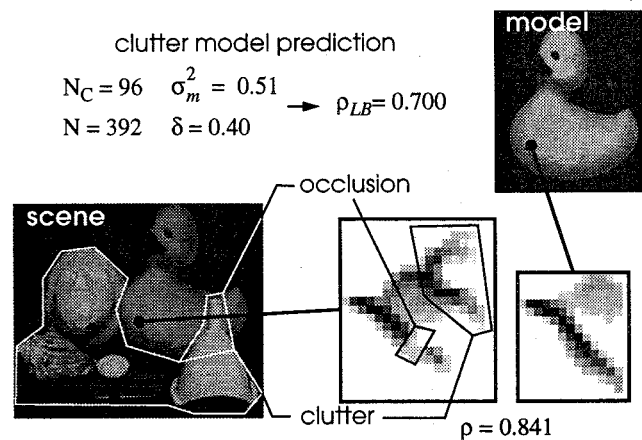 model
clutter model prediction
N_C = 96 σ_m^2 = 0.51
→ ρ_LB = 0.700
N = 392 δ = 0.40
occlusion
scene
clutter
ρ = 0.841